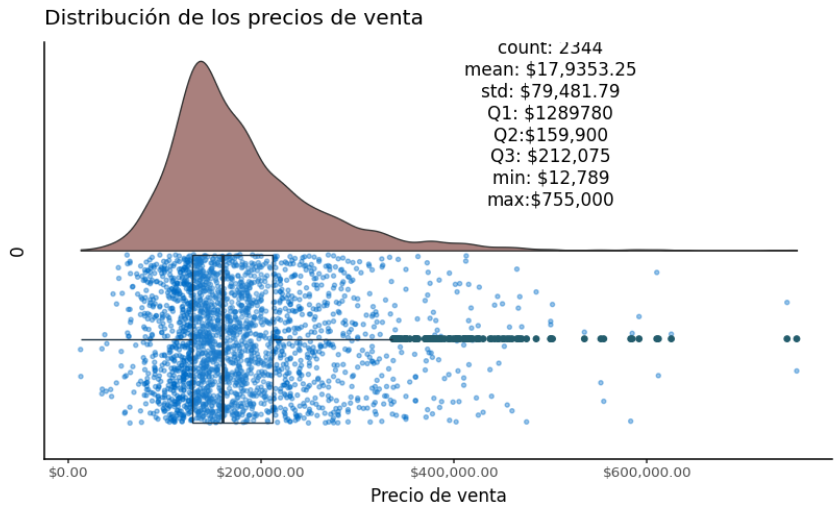 Distribución de los precios de venta
count: 2344
mean: $17,9353.25
std: $79,481.79
Q1: $1289780
Q2:$159,900
Q3: $212,075
min: $12,789
max:$755,000
0
$0.00
$200,000.00
$400,000.00
$600,000.00
Precio de venta